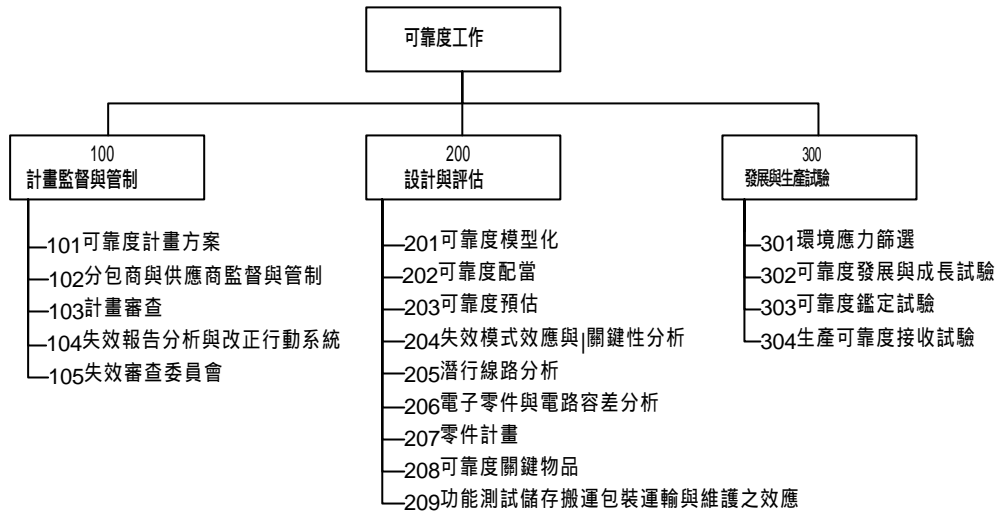 可靠度工作
100
計畫監督與管制
101可靠度計畫方案
102分包商與供應商監督與管制
103計畫審查
104失效報告分析與改正行動系統
105失效審查委員會
200
設計與評估
201可靠度模型化
202可靠度配當
203可靠度預估
204失效模式效應與|關鍵性分析
205潛行線路分析
206電子零件與電路容差分析
207零件計畫
208可靠度關鍵物品
209功能測試儲存搬運包裝運輸與維護之效應
300
發展與生產試驗
301環境應力篩選
302可靠度發展與成長試驗
303可靠度鑑定試驗
304生產可靠度接收試驗